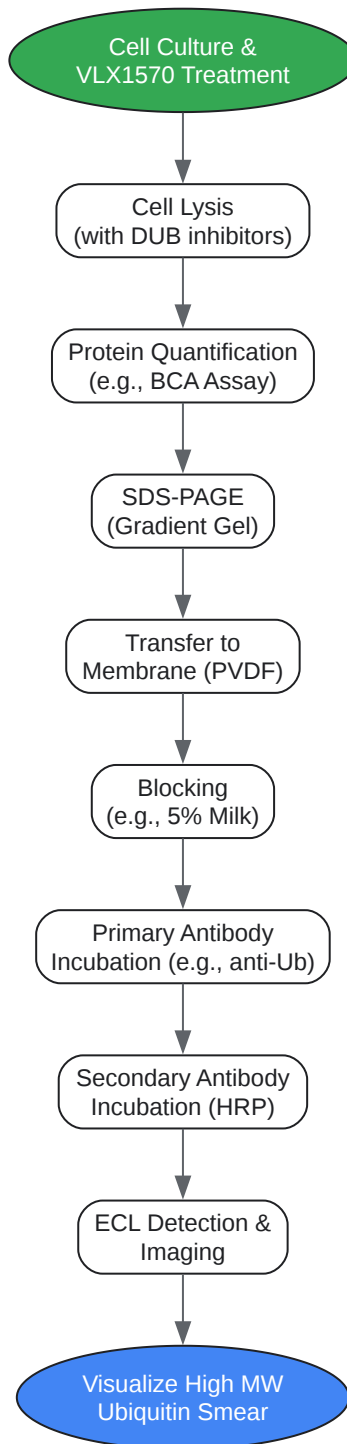 Cell Culture &
VLX1570 Treatment
Cell Lysis
(with DUB inhibitors)
Protein Quantification
(e.g., BCA Assay)
SDS-PAGE
(Gradient Gel)
Transfer to
Membrane (PVDF)
Blocking
(e.g., 5% Milk)
Primary Antibody
Incubation (e.g., anti-Ub)
Secondary Antibody
Incubation (HRP)
ECL Detection &
Imaging
Visualize High MW
Ubiquitin Smear